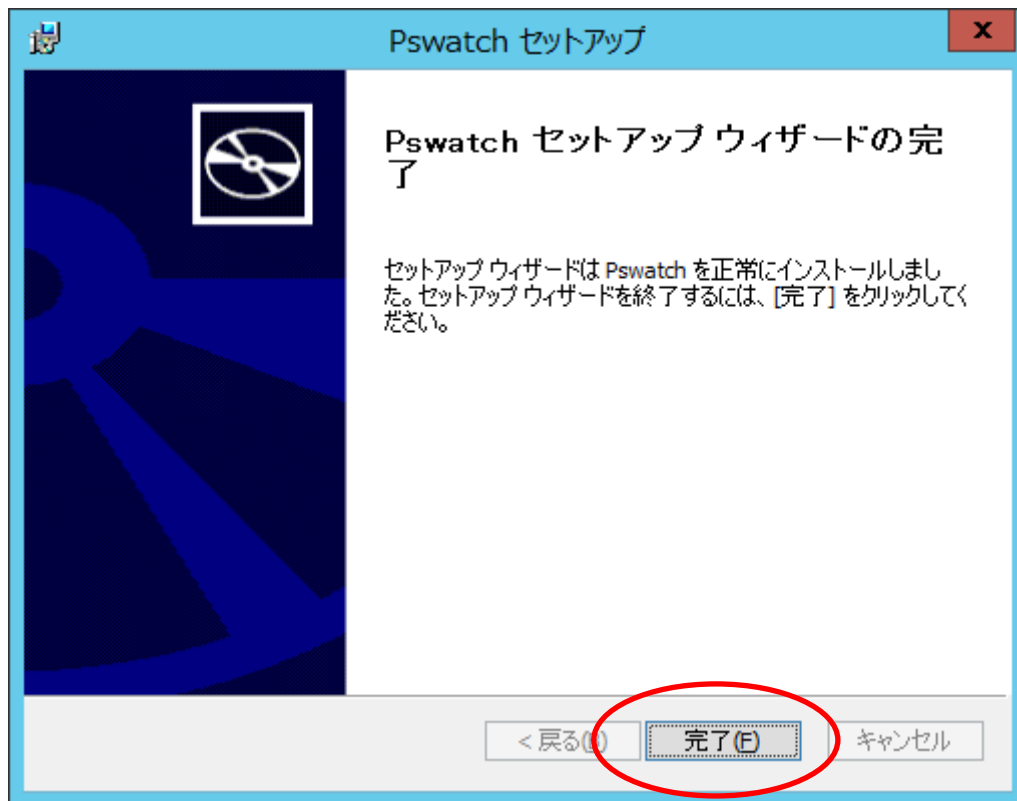 Pswatch セットアップ
x
Pswatch セットアップ ウィザードの完
了
セットアップ ウィザードは Pswatch を正常にインストールしまし
た。セットアップ ウィザードを終了するには、[完了] をクリックしてく
ださい。
< 戻る(B) 完了(F) キャンセル